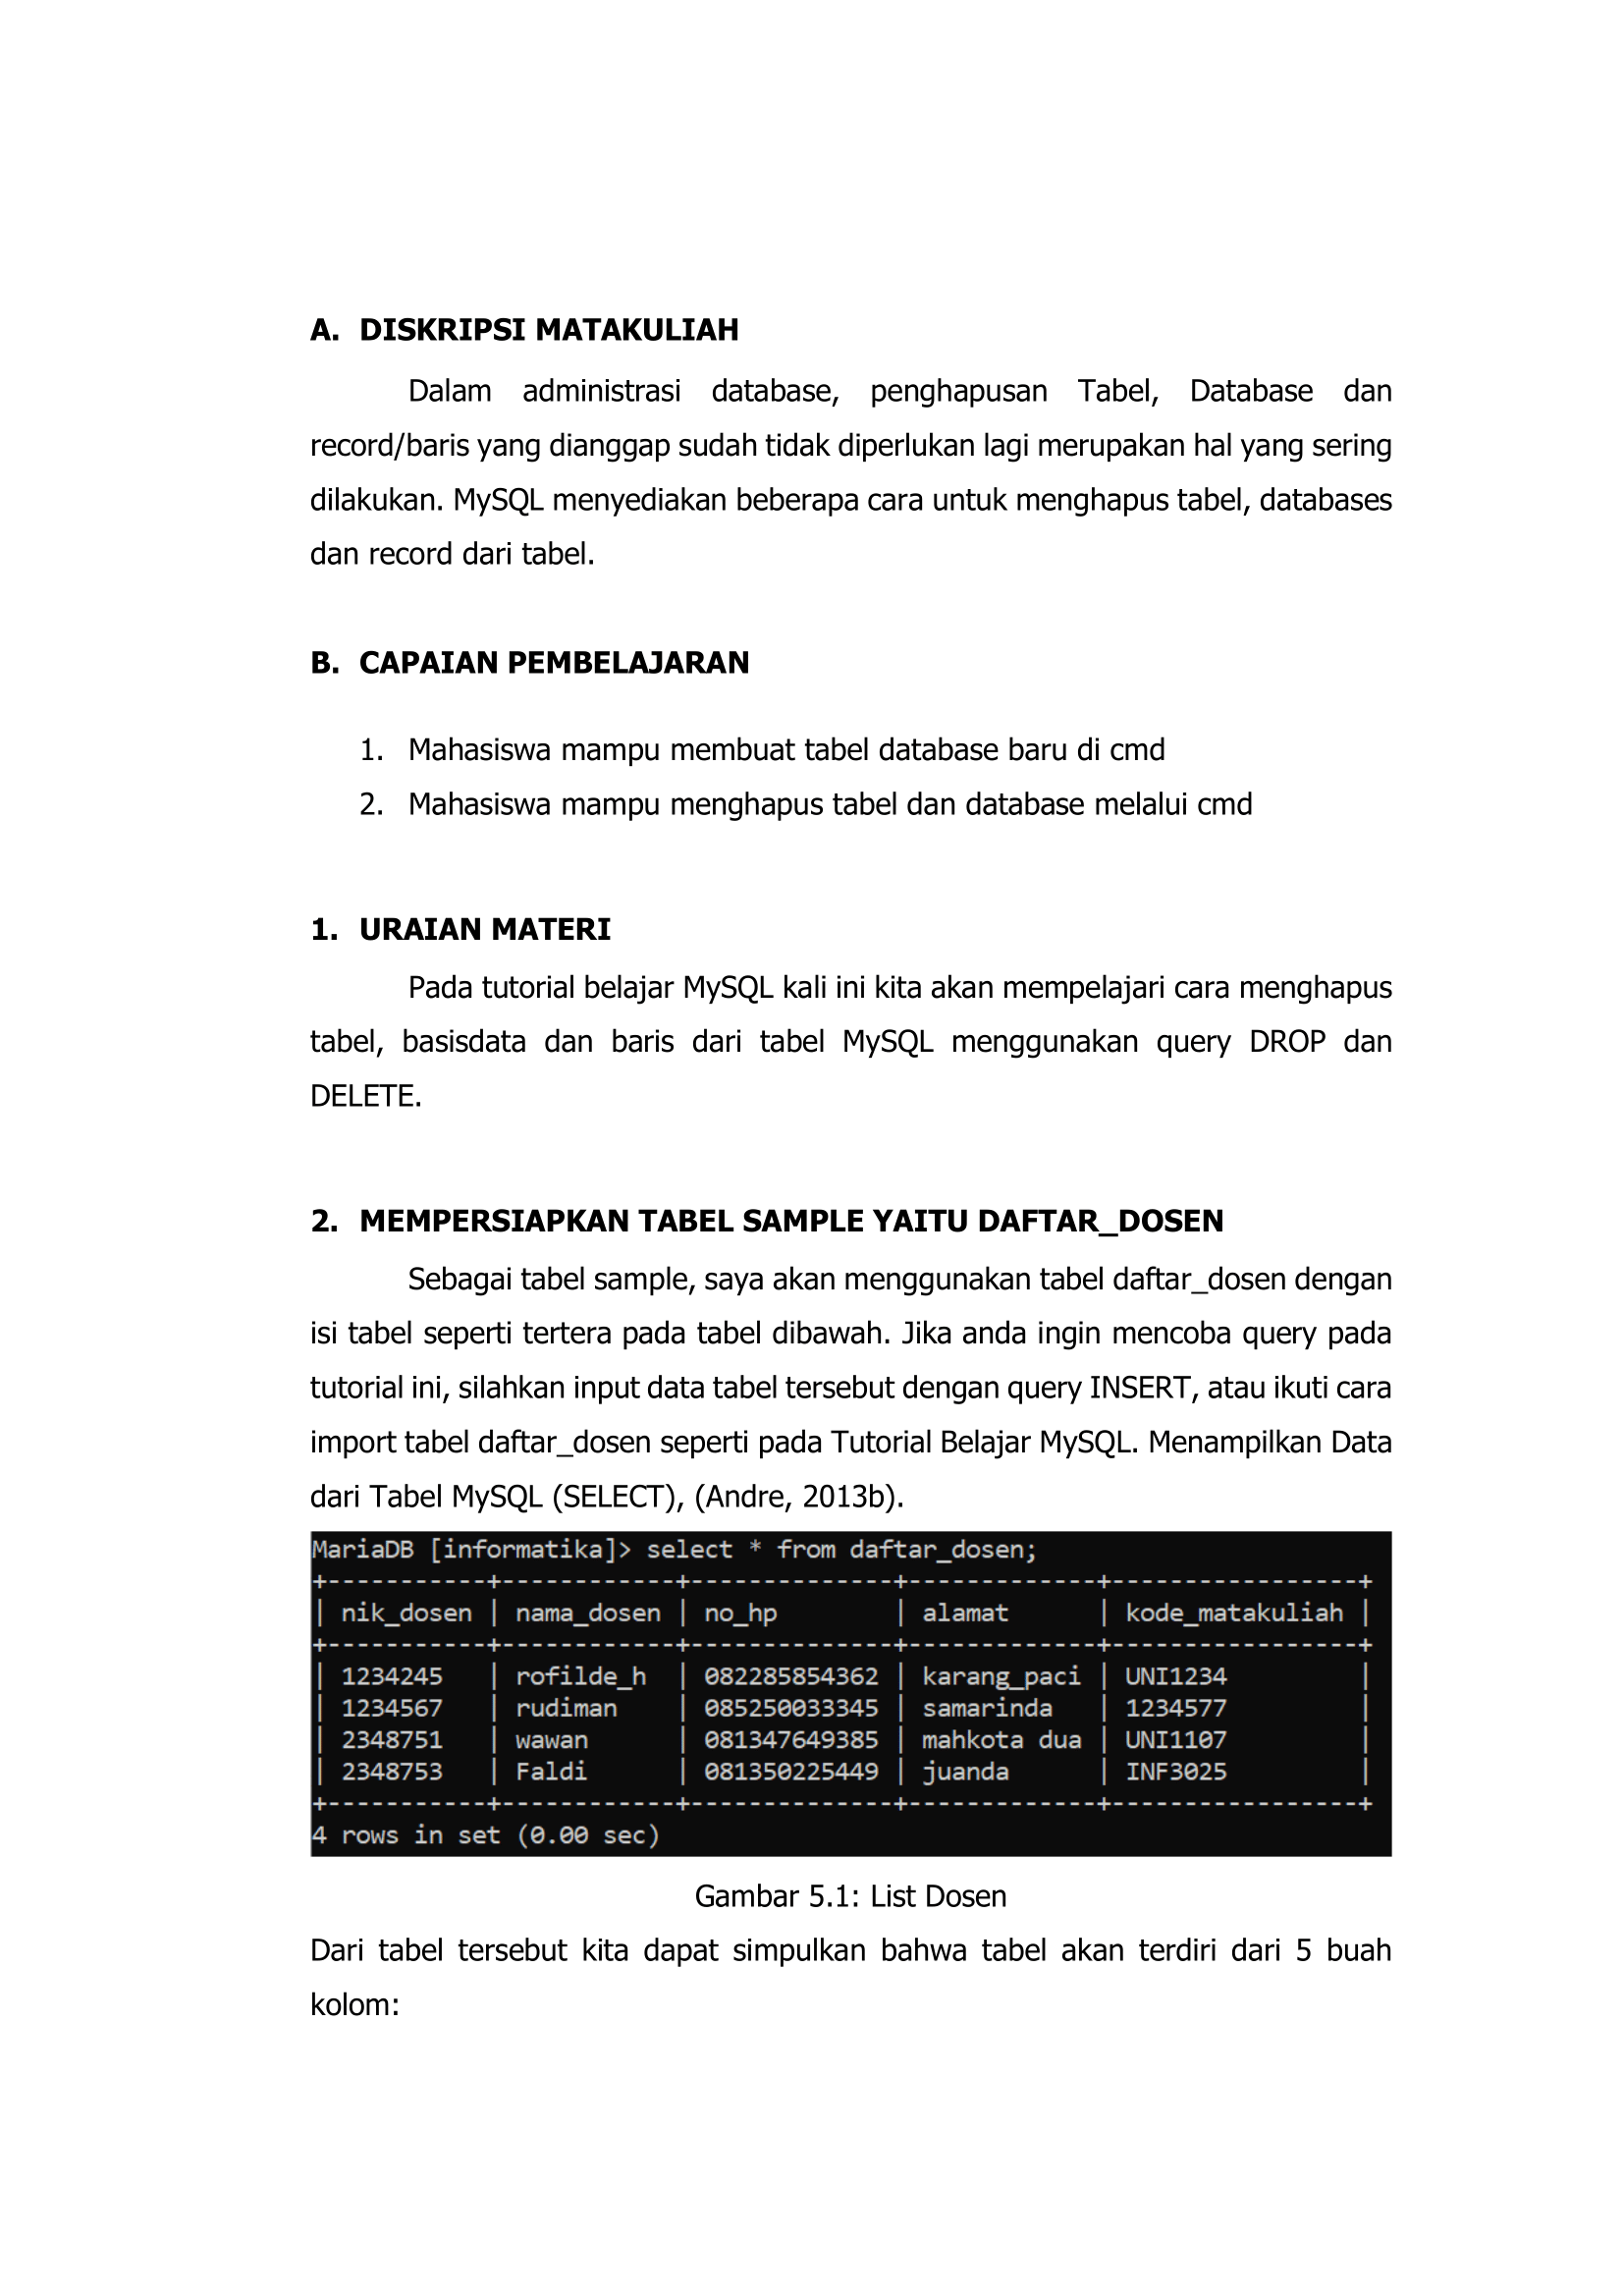 A. DISKRIPSI MATAKULIAH
Dalam administrasi database, penghapusan Tabel, Database dan
record/baris yang dianggap sudah tidak diperlukan lagi merupakan hal yang sering
dilakukan. MySQL menyediakan beberapa cara untuk menghapus tabel, databases
dan record dari tabel.
B. CAPAIAN PEMBELAJARAN
1. Mahasiswa mampu membuat tabel database baru di cmd
2. Mahasiswa mampu menghapus tabel dan database melalui cmd
1. URAIAN MATERI
Pada tutorial belajar MySQL kali ini kita akan mempelajari cara menghapus
tabel, basisdata dan baris dari tabel MySQL menggunakan query DROP dan
DELETE.
2. MEMPERSIAPKAN TABEL SAMPLE YAITU DAFTAR_DOSEN
Sebagai tabel sample, saya akan menggunakan tabel daftar_dosen dengan
isi tabel seperti tertera pada tabel dibawah. Jika anda ingin mencoba query pada
tutorial ini, silahkan input data tabel tersebut dengan query INSERT, atau ikuti cara
import tabel daftar_dosen seperti pada Tutorial Belajar MySQL. Menampilkan Data
dari Tabel MySQL (SELECT), (Andre, 2013b).
MariaDB [informatika]> select * from daftar_dosen;
+-----------+------------+--------------+-------------+-----------------+
| nik_dosen | nama_dosen | no_hp        | alamat      | kode_matakuliah |
+-----------+------------+--------------+-------------+-----------------+
| 1234245   | rofilde_h  | 082285854362 | karang_paci | UNI1234         |
| 1234567   | rudiman    | 085250033345 | samarinda   | 1234577         |
| 2348751   | wawan      | 081347649385 | mahkota dua | UNI1107         |
| 2348753   | Faldi      | 081350225449 | juanda      | INF3025         |
+-----------+------------+--------------+-------------+-----------------+
4 rows in set (0.00 sec)
Gambar 5.1: List Dosen
Dari tabel tersebut kita dapat simpulkan bahwa tabel akan terdiri dari 5 buah
kolom: